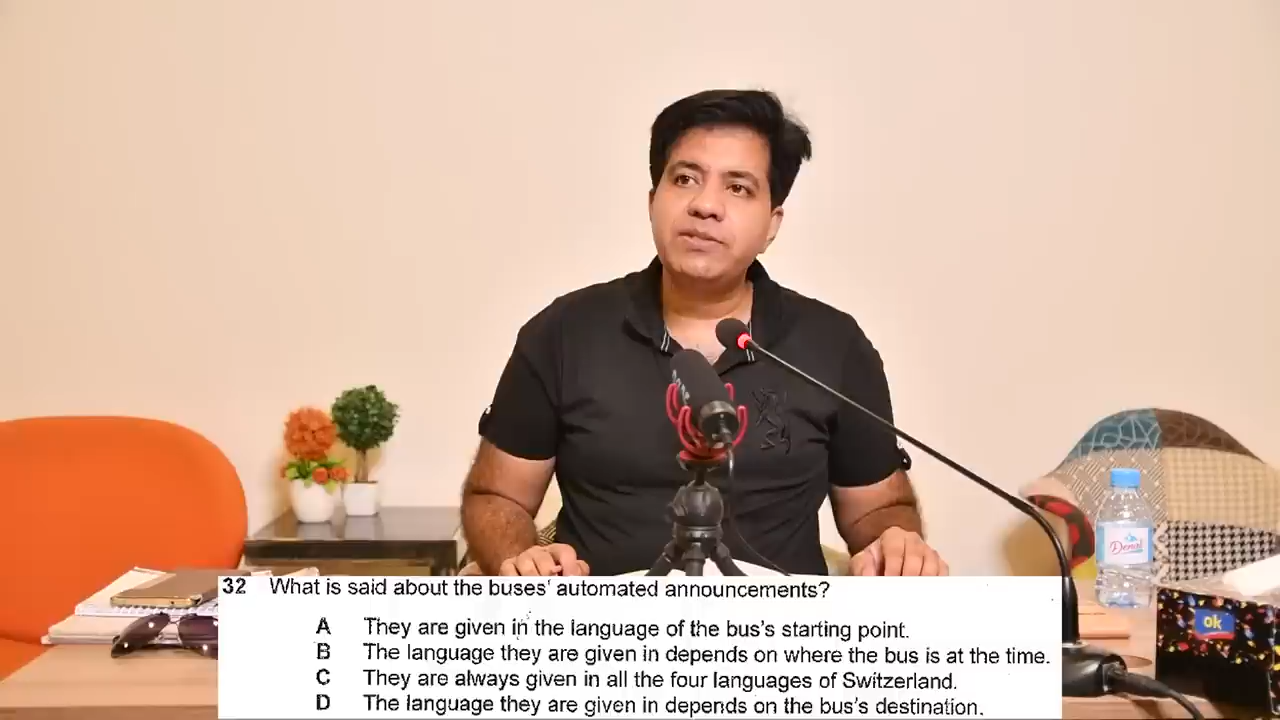 32 What is said about the buses' automated announcements?
A They are given in the language of the bus's starting point.
B The language they are given in depends on where the bus is at the time.
C They are always given in all the four languages of Switzerland.
D The language they are given in depends on the bus's destination.
ok